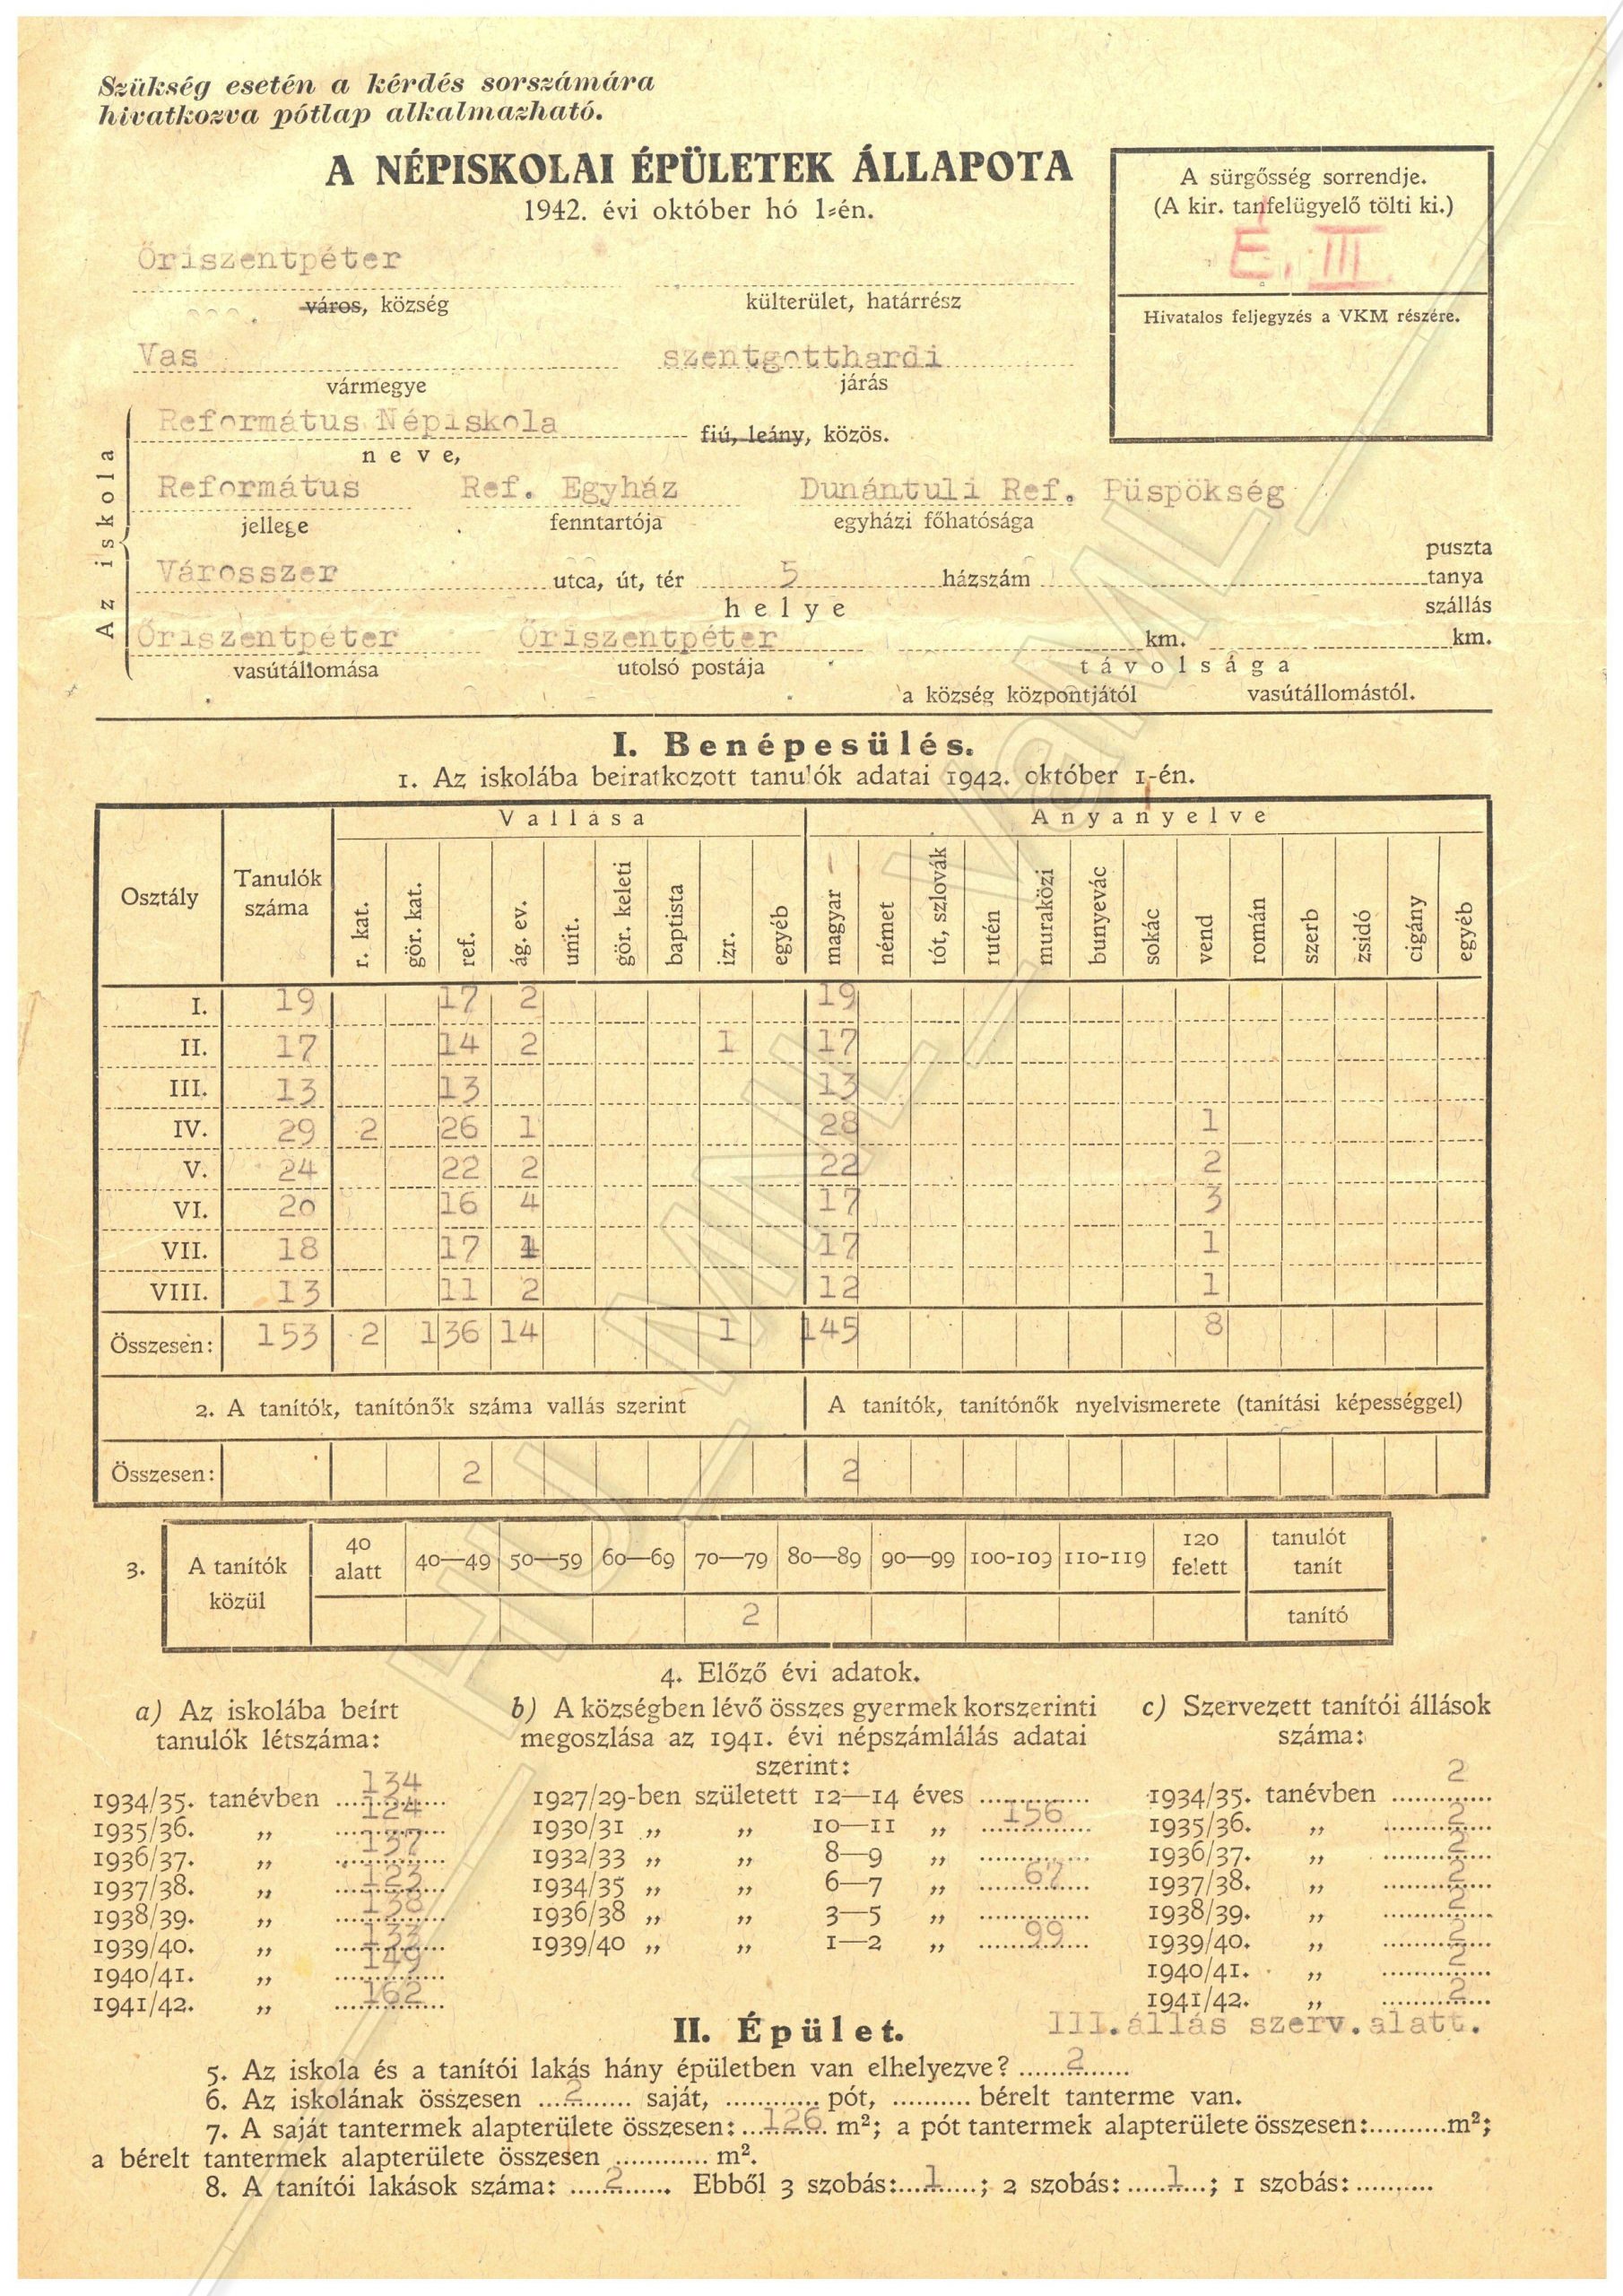 Szükség esetén a kérdés sorszámára
hivatkozva pótlap alkalmazható.
A NÉPISKOLAI ÉPÜLETEK ÁLLAPOTA
1942. évi október hó 1-én.
A sürgősség sorrendje.
(A kir. tanfelügyelő tölti ki.)
E. III
Hivatalos feljegyzés a VKM részére.
Őriszentpéter
város, község külterület, határrész
Vas szentgotthardi
vármegye járás
Az iskola
Református Népiskola fiú, leány, közös.
neve,
Református Ref. Egyház Dunántuli Ref. Püspökség
jellege fenntartója egyházi főhatósága
puszta
Városszer utca, út, tér 5 házszám tanya
helye szállás
Őriszentpéter Őriszentpéter km. km.
vasútállomása utolsó postája távolsága
a község központjától vasútállomástól.
I. Benépesülés.
1. Az iskolába beiratkozott tanulók adatai 1942. október 1-én.
Osztály Tanulók száma Vallása Anyanyelve
r. kat. gör. kat. ref. ág. ev. unit. gör. keleti baptista izr. egyéb magyar német tót, szlovák rutén muraközi bunyevác sokác vend román szerb zsidó cigány egyéb
I. 19 17 2 19
II. 17 14 2 1 17
III. 13 13 13
IV. 29 2 26 1 28 1
V. 24 22 2 22 2
VI. 20 16 4 17 3
VII. 18 17 1 17 1
VIII. 13 11 2 12 1
Összesen: 153 2 136 14 1 145 8
2. A tanítók, tanítónők száma vallás szerint A tanítók, tanítónők nyelvismerete (tanítási képességgel)
Összesen: 2 2
3. A tanítók közül 40 alatt 40—49 50—59 60—69 70—79 80—89 90—99 100-109 110-119 120 felett tanulót tanít
2 tanító
4. Előző évi adatok.
a) Az iskolába beírt
tanulók létszáma:
1934/35. tanévben 134
1935/36. „ 124
1936/37. „ 137
1937/38. „ 123
1938/39. „ 138
1939/40. „ 133
1940/41. „ 149
1941/42. „ 162
b) A községben lévő összes gyermek korszerinti
megoszlása az 1941. évi népszámlálás adatai
szerint:
1927/29-ben született 12—14 éves
1930/31 „ „ 10—11 „ 156
1932/33 „ „ 8—9 „
1934/35 „ „ 6—7 „ 67
1936/38 „ „ 3—5 „
1939/40 „ „ 1—2 „ 99
c) Szervezett tanítói állások
száma:
1934/35. tanévben 2
1935/36. „ 2
1936/37. „ 2
1937/38. „ 2
1938/39. „ 2
1939/40. „ 2
1940/41. „ 2
1941/42. „ 2
III.állás szerv.alatt.
II. Épület.
5. Az iskola és a tanítói lakás hány épületben van elhelyezve? 2
6. Az iskolának összesen 2 saját, .......... pót, .......... bérelt tanterme van.
7. A saját tantermek alapterülete összesen: 126 m²; a pót tantermek alapterülete összesen:..........m²;
a bérelt tantermek alapterülete összesen ............ m².
8. A tanítói lakások száma: 2. Ebből 3 szobás: 1; 2 szobás: 1; 1 szobás:..........
HU_MNL_VaML